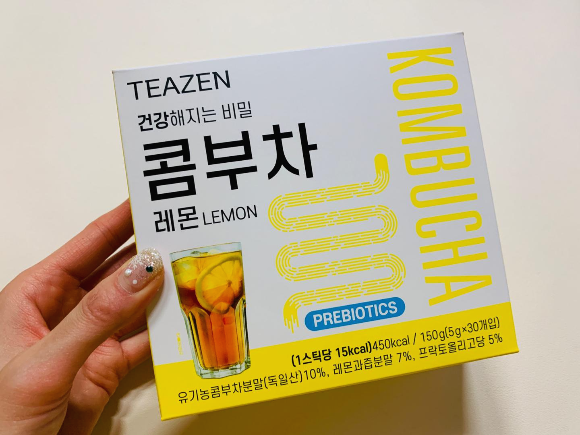 TEAZEN
건강해지는 비밀
콤부차
레몬 LEMON
KOMBUCHA
PREBIOTICS
(1스틱당 15kcal)450kcal / 150g(5g×30개입)
유기농콤부차분말(독일산)10%, 레몬과즙분말 7%, 프락토올리고당 5%